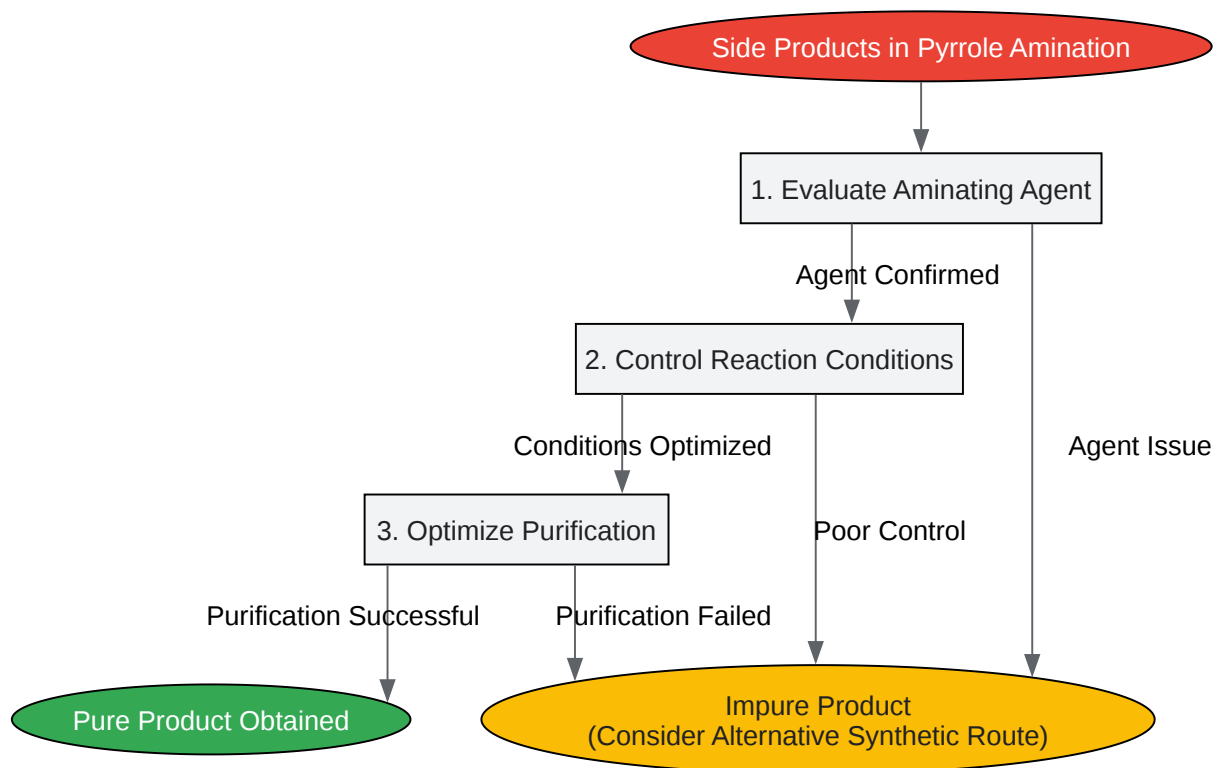 Side Products in Pyrrole Amination
1. Evaluate Aminating Agent
Agent Confirmed
2. Control Reaction Conditions
Conditions Optimized
Agent Issue
3. Optimize Purification
Poor Control
Purification Successful
Purification Failed
Pure Product Obtained
Impure Product
(Consider Alternative Synthetic Route)